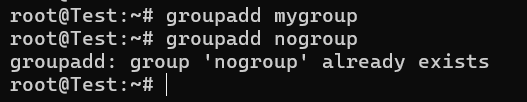 root@Test:~# groupadd mygroup
root@Test:~# groupadd nogroup
groupadd: group 'nogroup' already exists
root@Test:~#